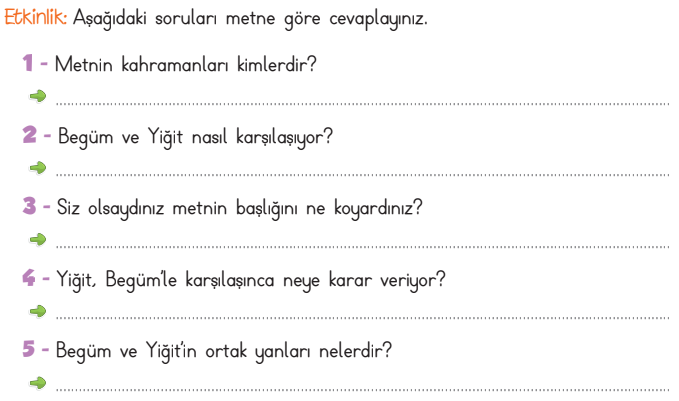 Etkinlik: Aşağıdaki soruları metne göre cevaplayınız.
1 - Metnin kahramanları kimlerdir?
2 - Begüm ve Yiğit nasıl karşılaşıyor?
3 - Siz olsaydınız metnin başlığını ne koyardınız?
4 - Yiğit, Begüm'le karşılaşınca neye karar veriyor?
5 - Begüm ve Yiğit'in ortak yanları nelerdir?